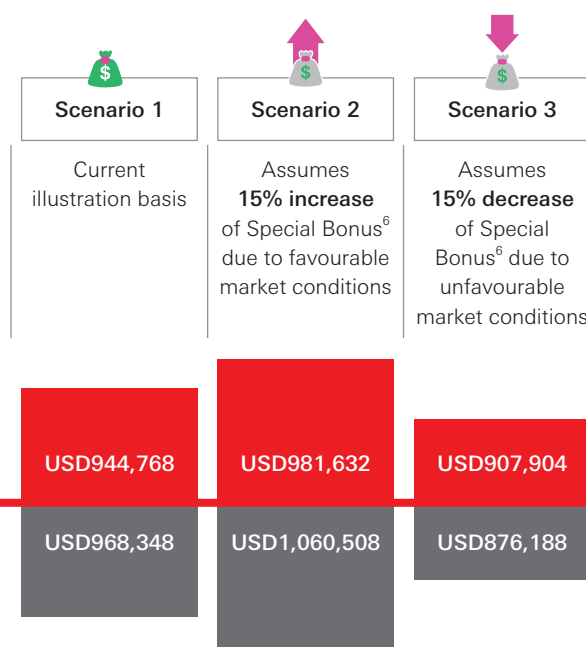 $
Scenario 1
Current
illustration basis
USD944,768
USD968,348
$
Scenario 2
Assumes
15% increase
of Special Bonus6
due to favourable
market conditions
USD981,632
USD1,060,508
$
Scenario 3
Assumes
15% decrease
of Special
Bonus6 due to
unfavourable
market conditions
USD907,904
USD876,188